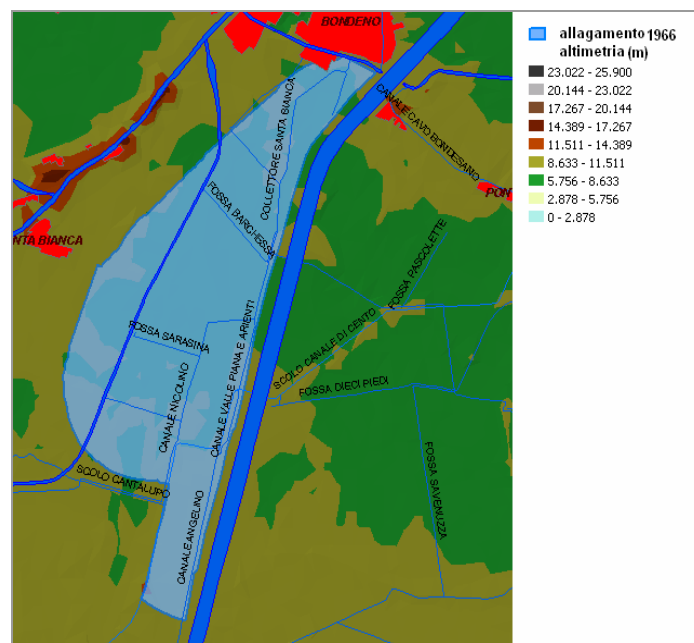 BONDENO
CANALE CAVO BONDESANO
PON
COLLETTORE SANTA BIANCA
FOSSA BARCHESSA
NTA BIANCA
FOSSA PASCOLETTE
FOSSA SARASINA
SCOLO CANALE DI CENTO
CANALE VALLE PIANA E ARIENTI
CANALE NICOLINO
FOSSA DIECI PIEDI
SCOLO CANTALUPO
FOSSA SAVENUZZA
CANALE ANGELINO
allagamento 1966
altimetria (m)
23.022 - 25.900
20.144 - 23.022
17.267 - 20.144
14.389 - 17.267
11.511 - 14.389
8.633 - 11.511
5.756 - 8.633
2.878 - 5.756
0 - 2.878